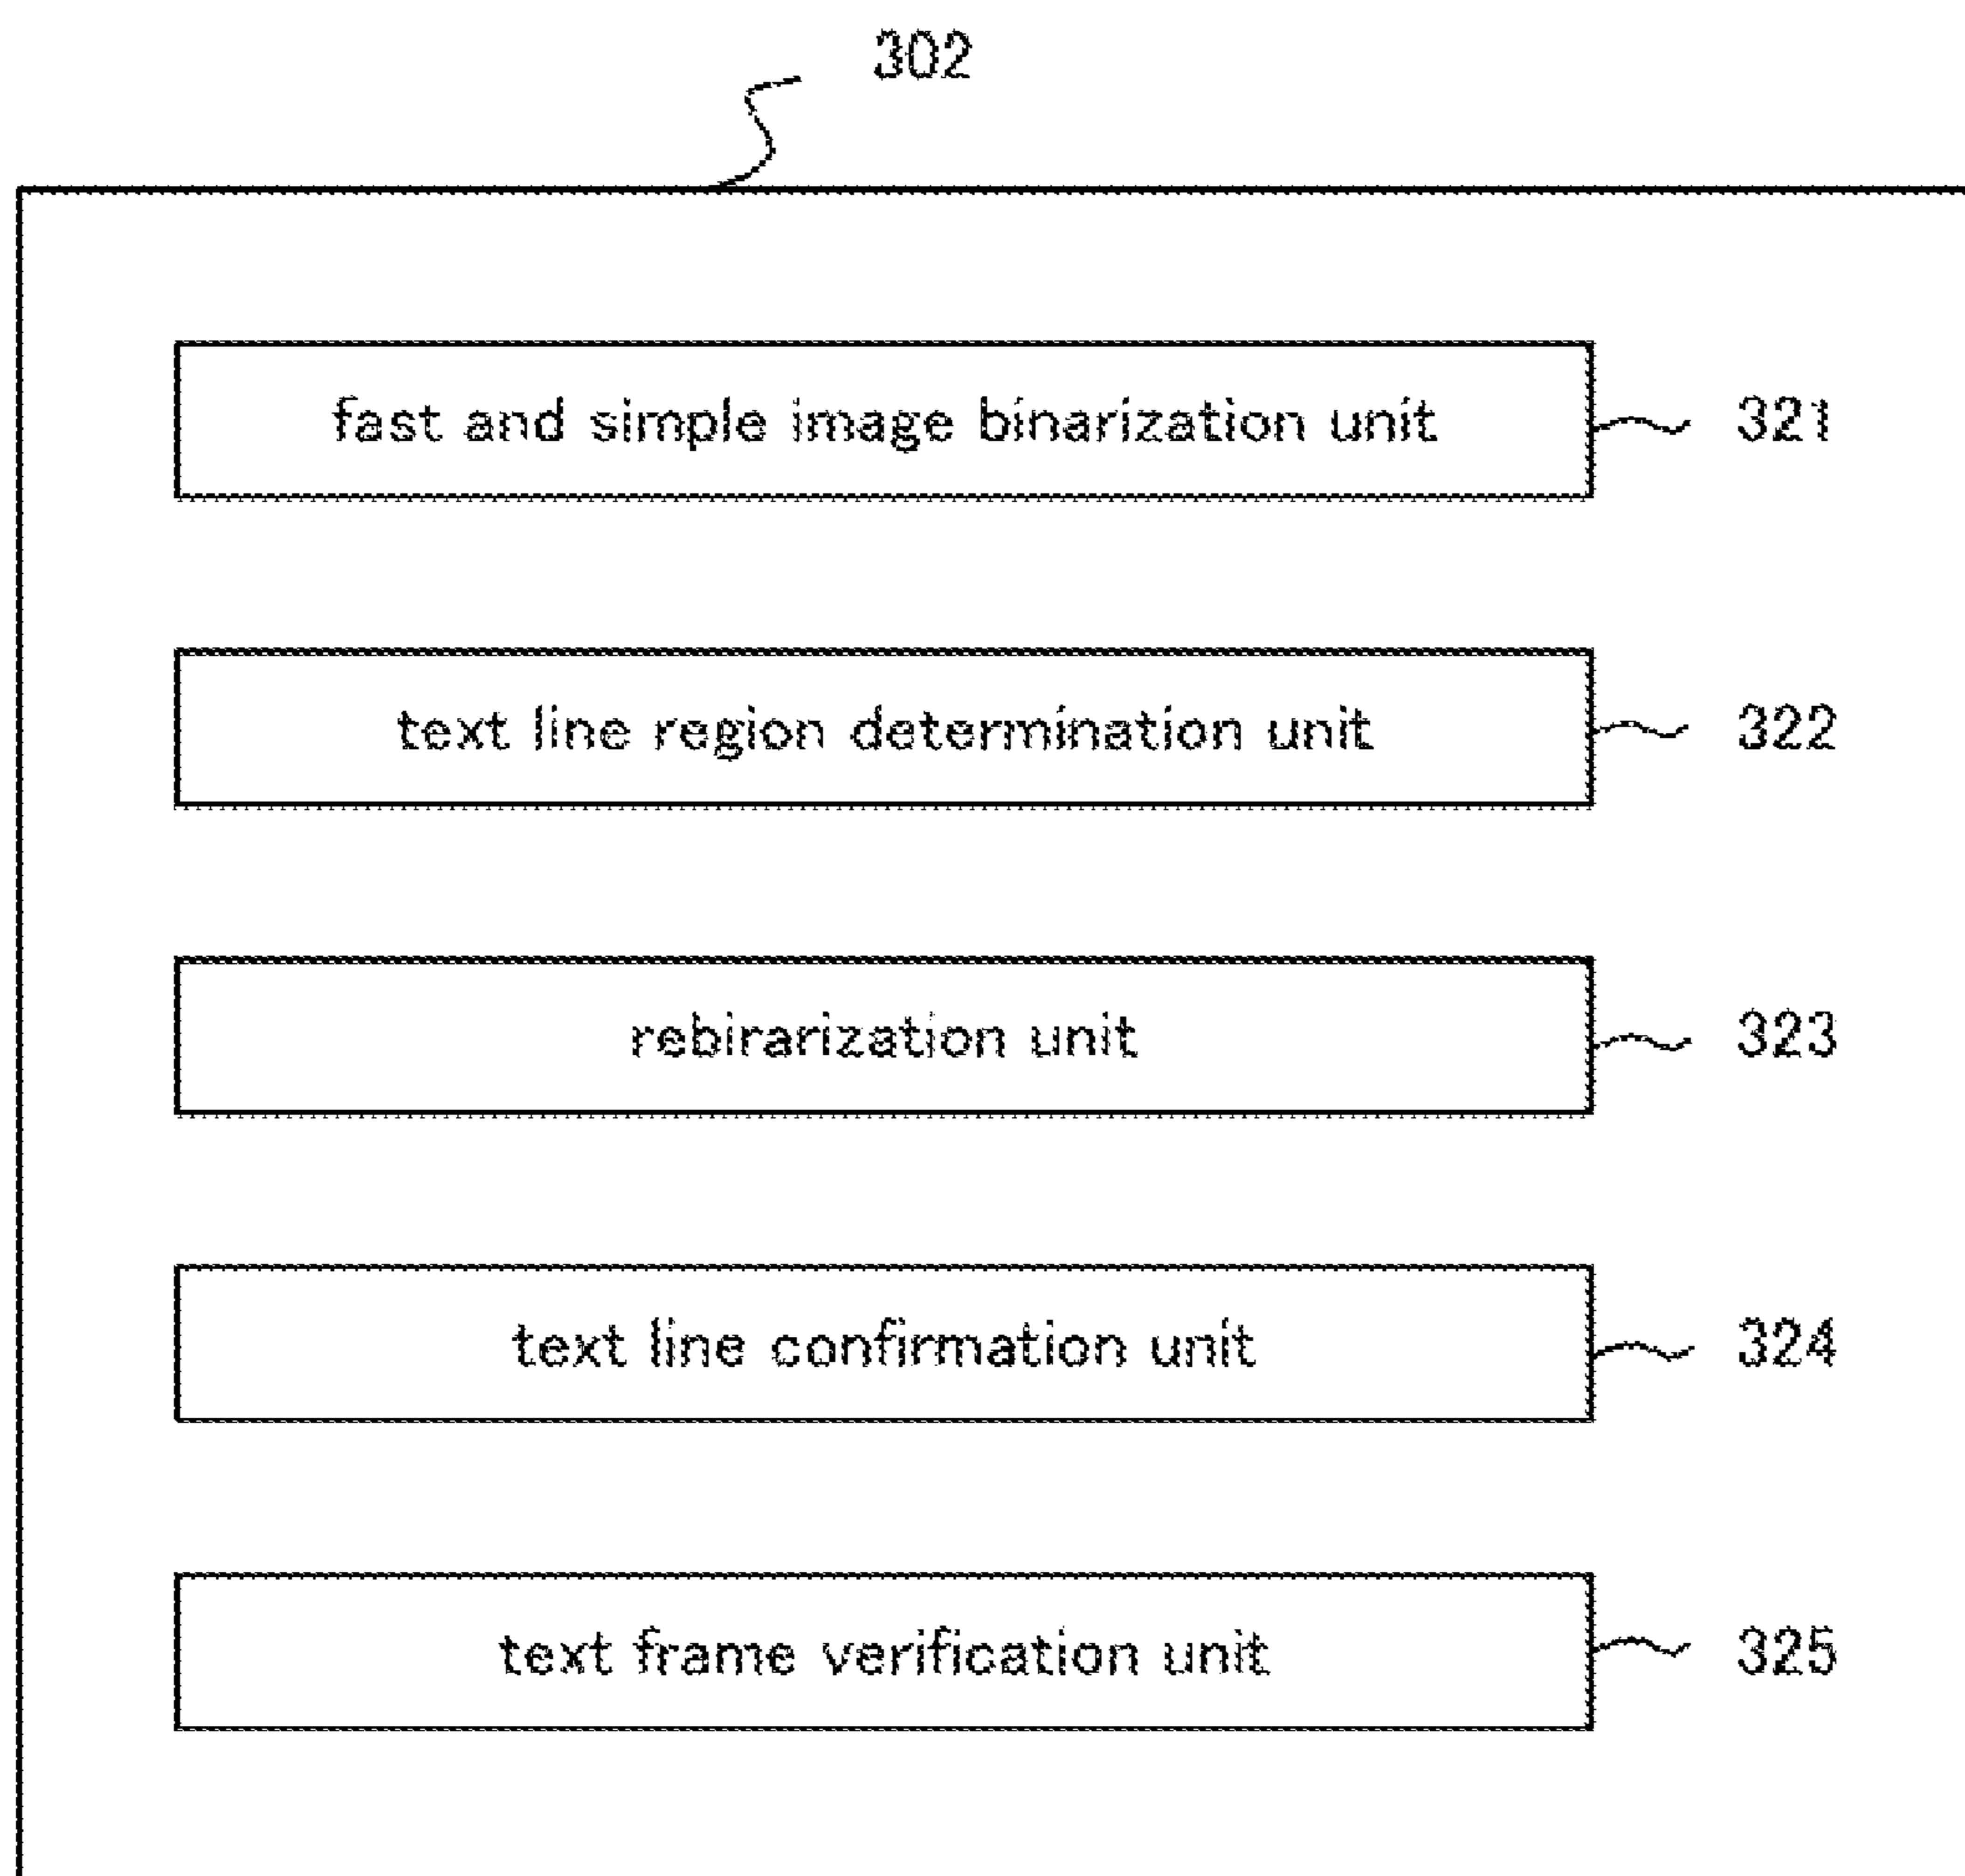 302
fast and simple image binarization unit 321
text line region determination unit 322
rebirarization unit 323
text line confirmation unit 324
text frame verification unit 325